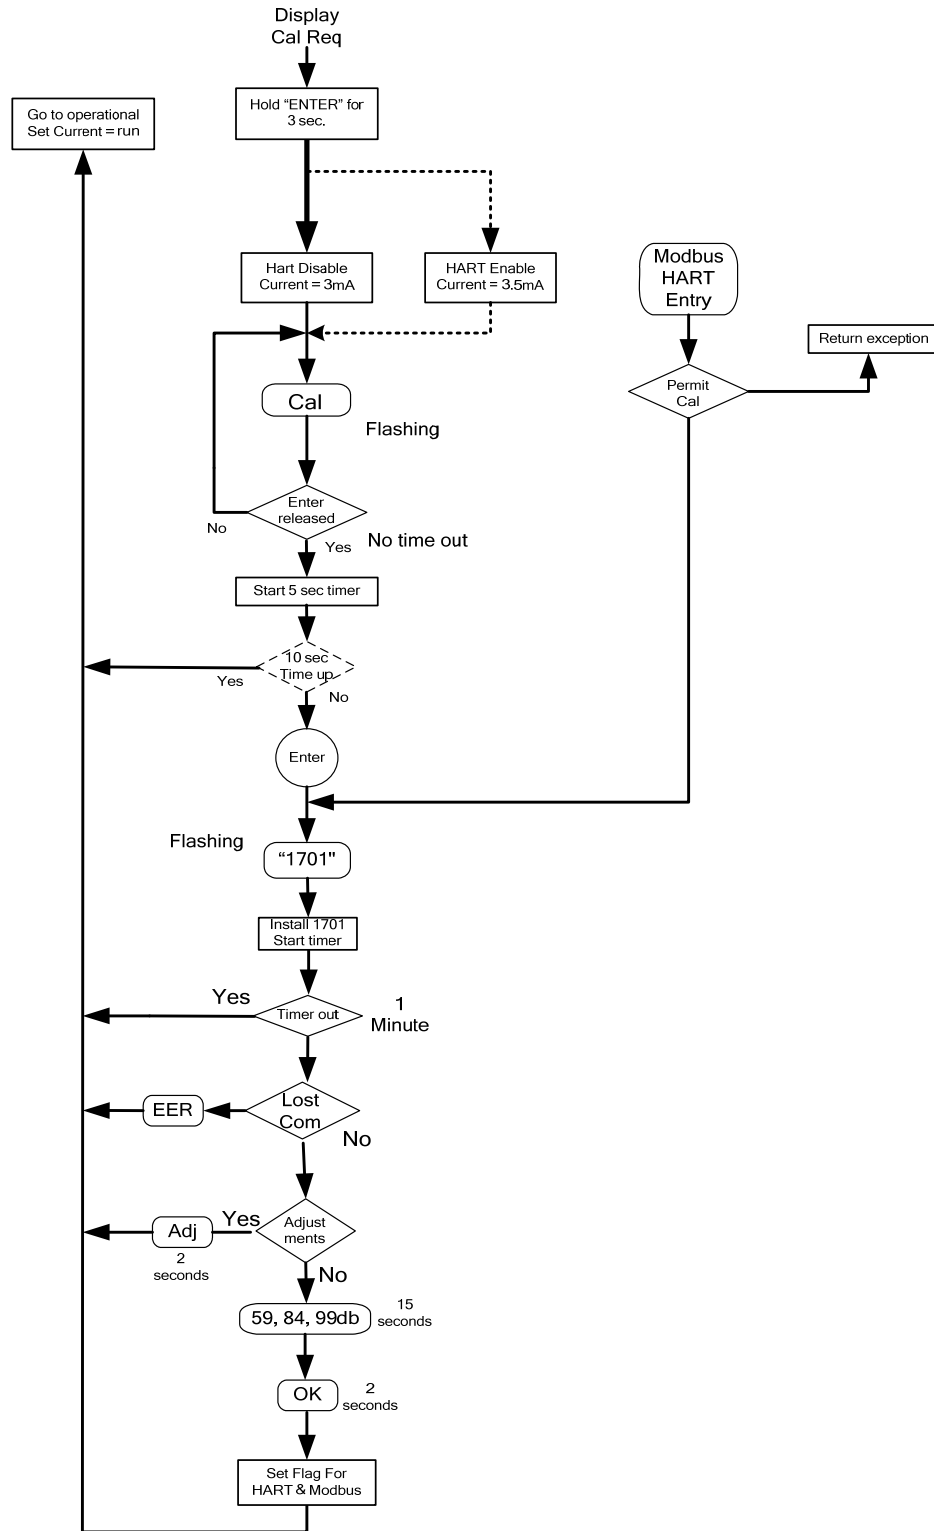 Display
Cal Req
Hold “ENTER” for
3 sec.
Go to operational
Set Current = run
Hart Disable
Current = 3mA
HART Enable
Current = 3.5mA
Modbus
HART
Entry
Return exception
Permit
Cal
Cal
Flashing
Enter
released
No
Yes
No time out
Start 5 sec timer
10 sec
Time up
Yes
No
Enter
Flashing
“1701"
Install 1701
Start timer
Yes
Timer out
1
Minute
EER
Lost
Com
No
Adj
Yes
2
seconds
Adjust
ments
No
59, 84, 99db
15
seconds
OK
2
seconds
Set Flag For
HART & Modbus